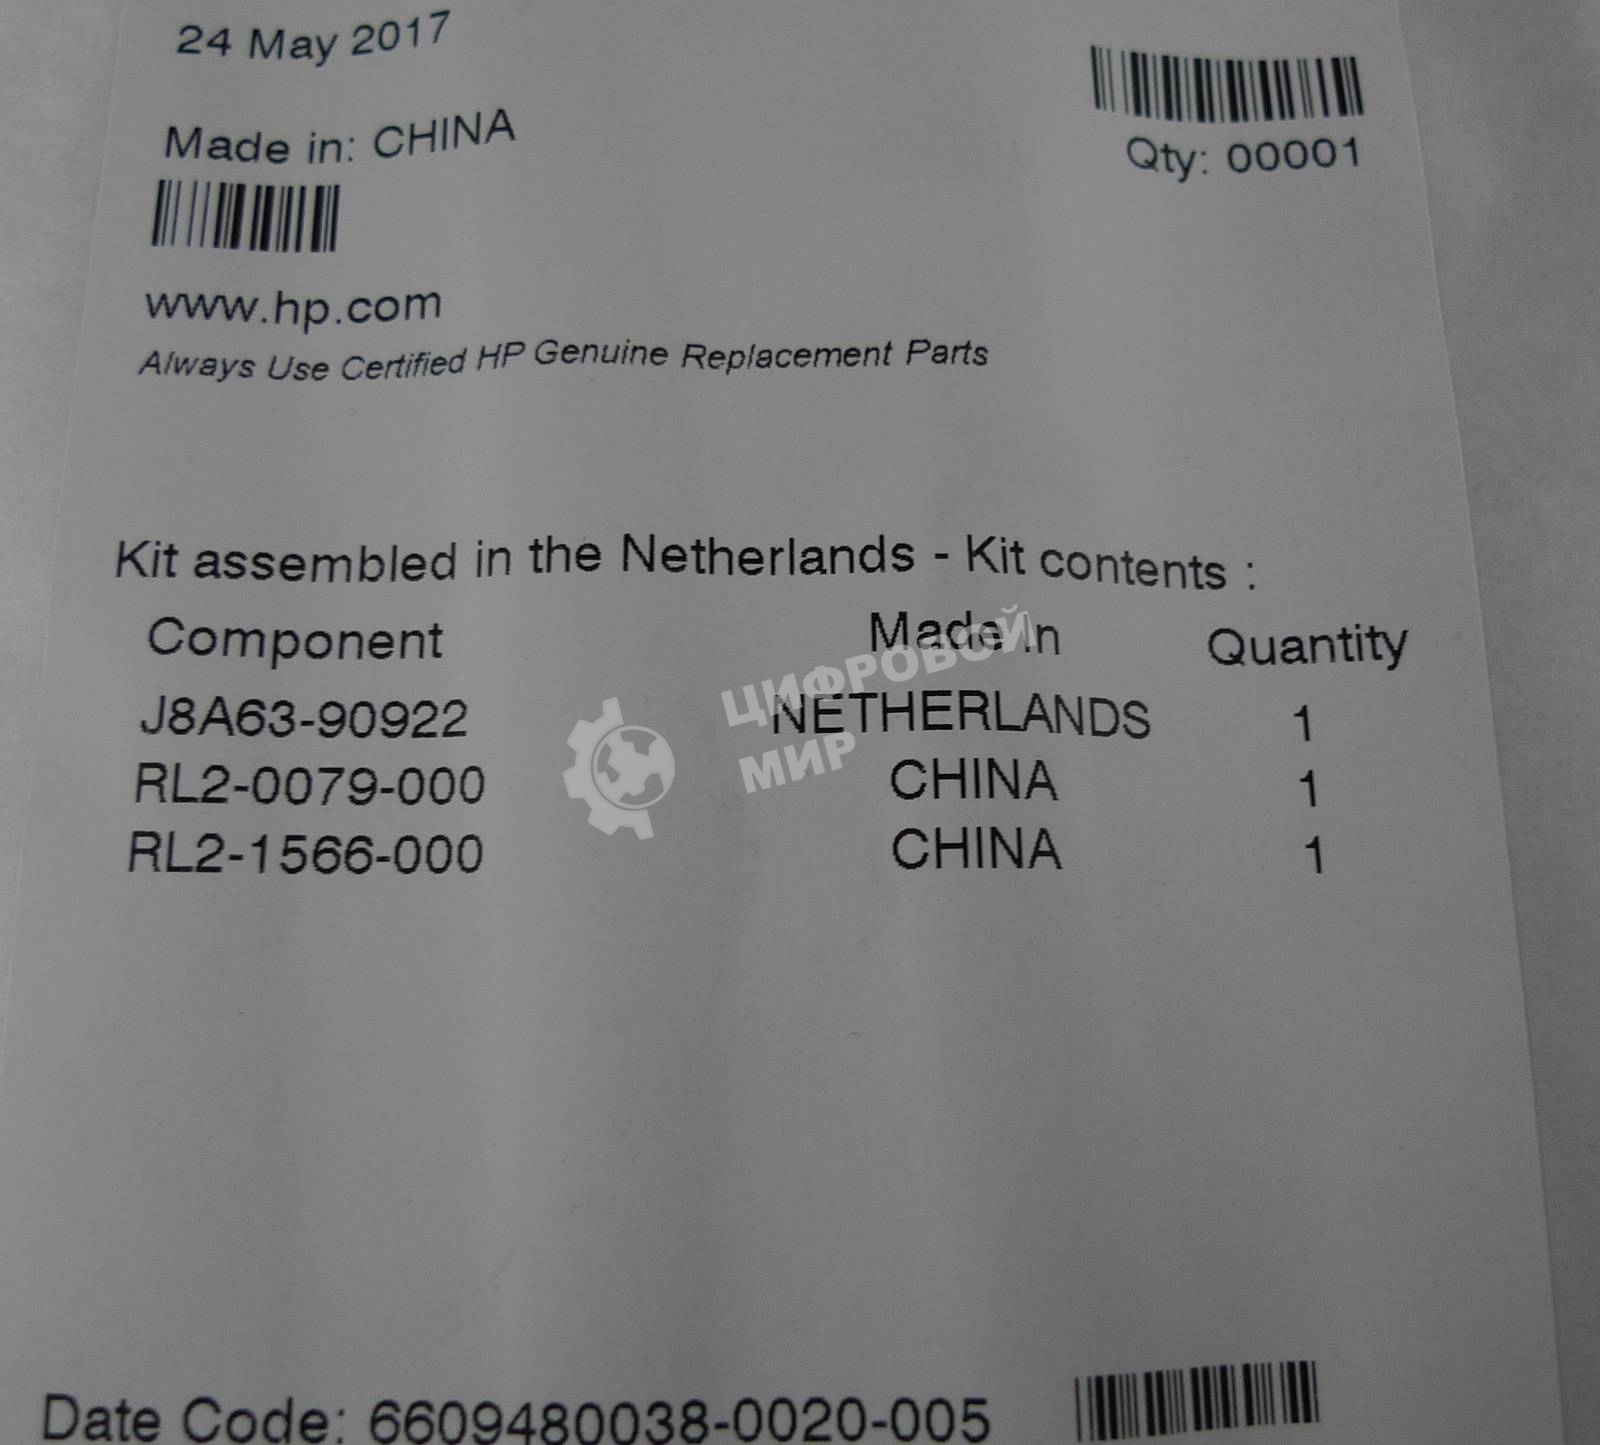 24 May 2017
Qty: 00001
Made in: CHINA
www.hp.com
Always Use Certified HP Genuine Replacement Parts
Kit assembled in the Netherlands - Kit contents :
Component Made In Quantity
J8A63-90922 NETHERLANDS 1
RL2-0079-000 CHINA 1
RL2-1566-000 CHINA 1
ЦИФРОВОЙ
МИР
Date Code: 6609480038-0020-005